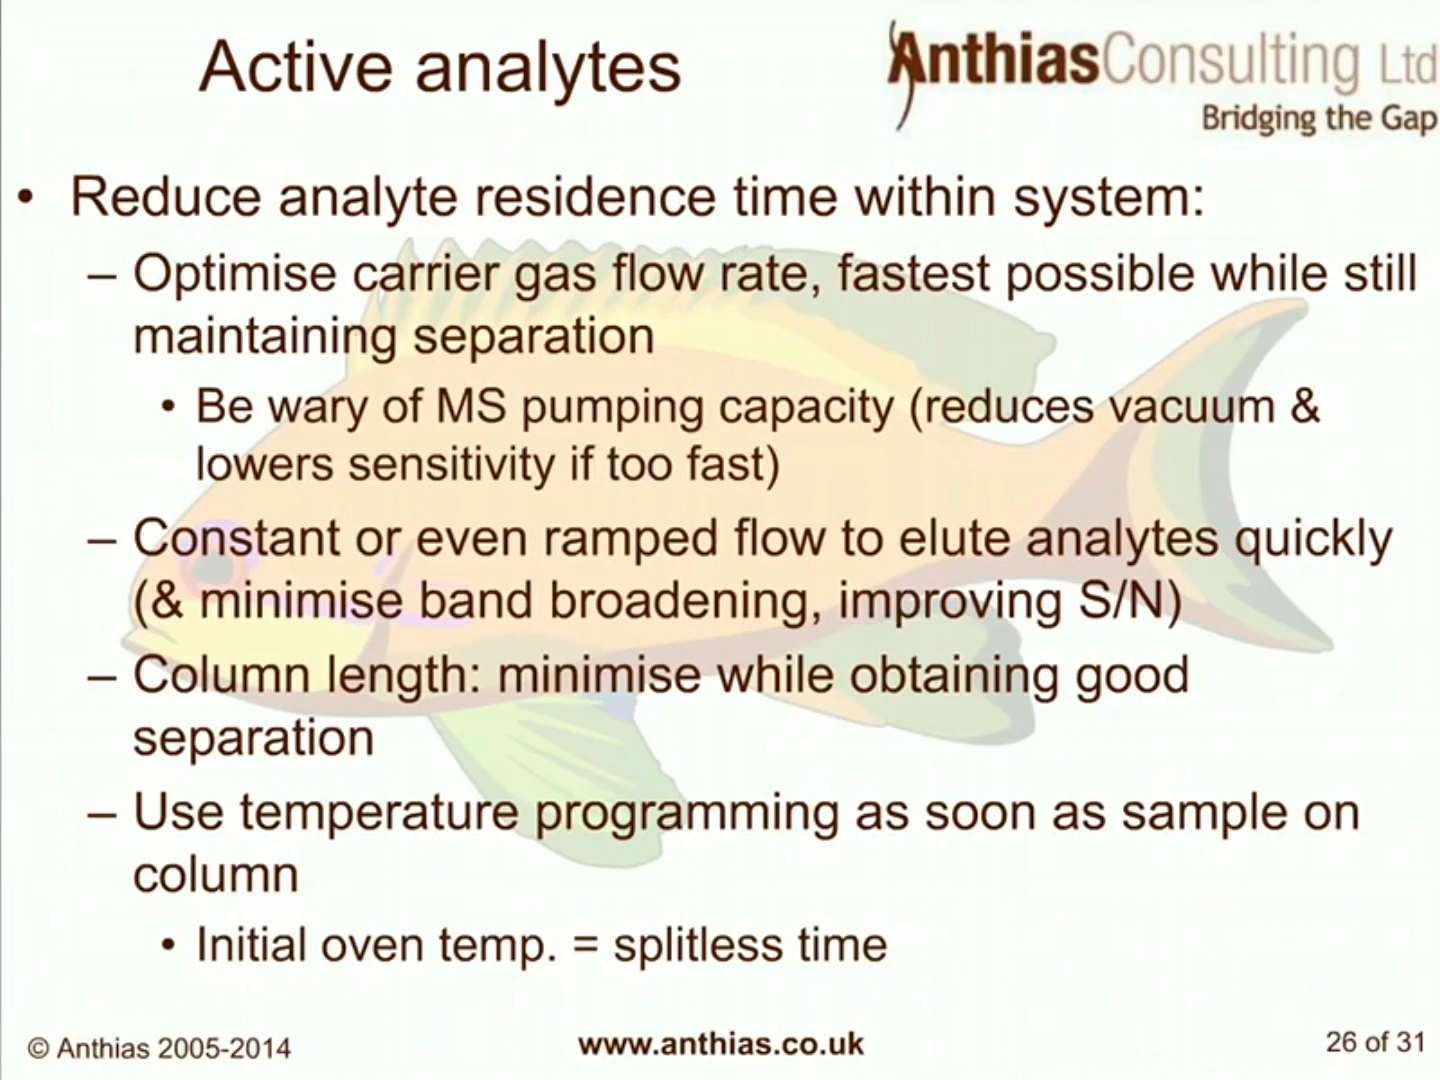 Active analytes
AnthiasConsulting Ltd
Bridging the Gap
• Reduce analyte residence time within system:
– Optimise carrier gas flow rate, fastest possible while still
maintaining separation
• Be wary of MS pumping capacity (reduces vacuum &
lowers sensitivity if too fast)
– Constant or even ramped flow to elute analytes quickly
(& minimise band broadening, improving S/N)
– Column length: minimise while obtaining good
separation
– Use temperature programming as soon as sample on
column
• Initial oven temp. = splitless time
© Anthias 2005-2014
www.anthias.co.uk
26 of 31